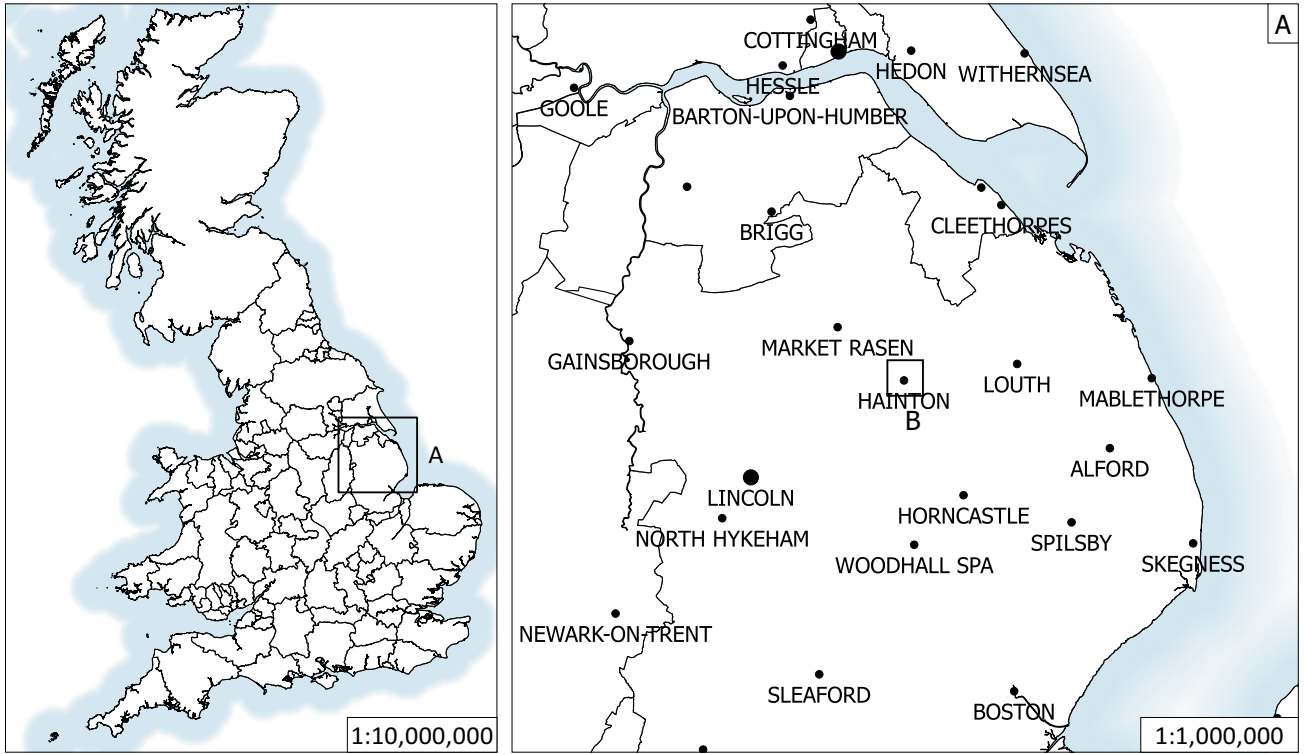 A
1:10,000,000
A
COTTINGHAM
HEDON
WITHERNSEA
HESSLE
GOOLE
BARTON-UPON-HUMBER
CLEETHORPES
BRIGG
MARKET RASEN
GAINSBOROUGH
LOUTH
HAINTON
MABLETHORPE
B
ALFORD
LINCOLN
HORNCASTLE
NORTH HYKEHAM
SPILSBY
WOODHALL SPA
SKEGNESS
NEWARK-ON-TRENT
SLEAFORD
BOSTON
1:1,000,000